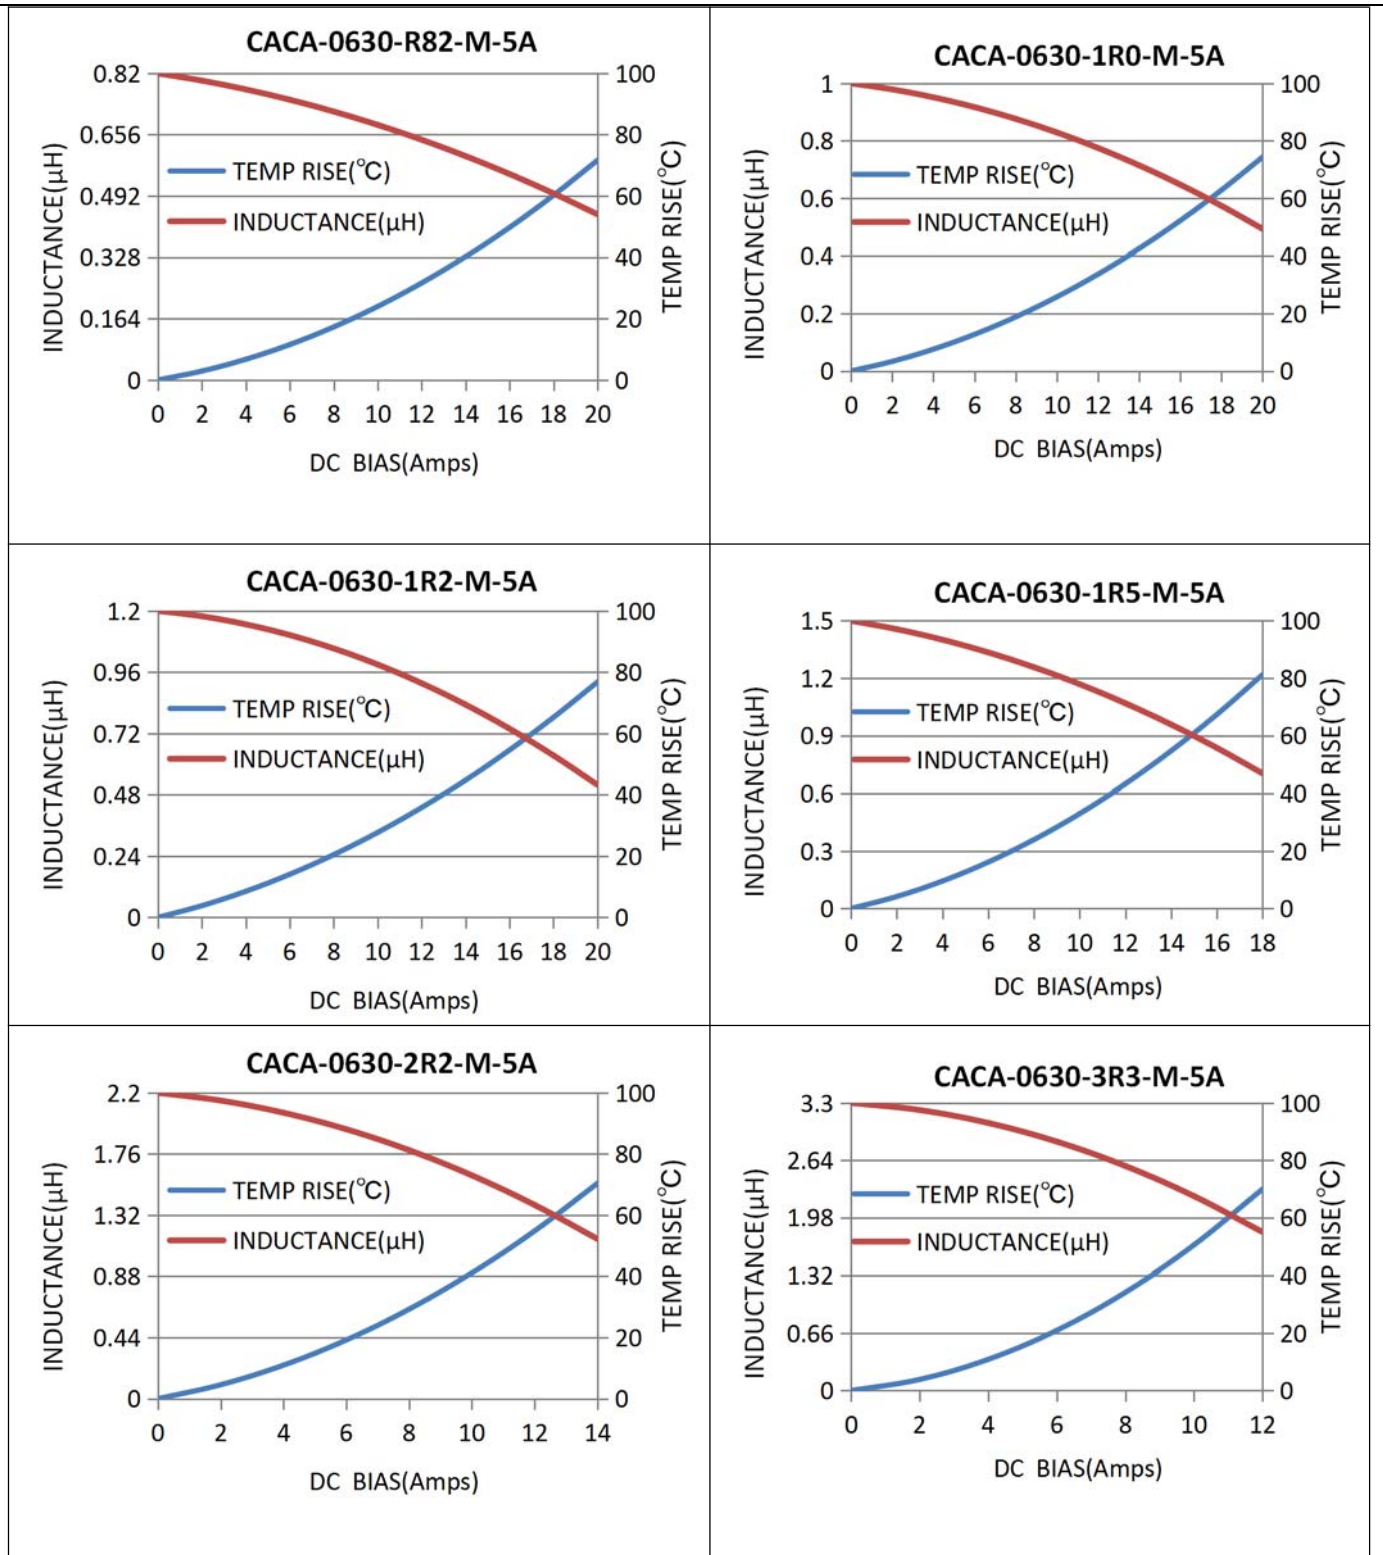 CACA-0630-R82-M-5A
0.82
0.656
0.492
0.328
0.164
0
INDUCTANCE(μH)
TEMP RISE(℃)
INDUCTANCE(μH)
100
80
60
40
20
0
TEMP RISE(℃)
0 2 4 6 8 10 12 14 16 18 20
DC BIAS(Amps)
CACA-0630-1R0-M-5A
1
0.8
0.6
0.4
0.2
0
INDUCTANCE(μH)
TEMP RISE(℃)
INDUCTANCE(μH)
100
80
60
40
20
0
TEMP RISE(℃)
0 2 4 6 8 10 12 14 16 18 20
DC BIAS(Amps)
CACA-0630-1R2-M-5A
1.2
0.96
0.72
0.48
0.24
0
INDUCTANCE(μH)
TEMP RISE(℃)
INDUCTANCE(μH)
100
80
60
40
20
0
TEMP RISE(℃)
0 2 4 6 8 10 12 14 16 18 20
DC BIAS(Amps)
CACA-0630-1R5-M-5A
1.5
1.2
0.9
0.6
0.3
0
INDUCTANCE(μH)
TEMP RISE(℃)
INDUCTANCE(μH)
100
80
60
40
20
0
TEMP RISE(℃)
0 2 4 6 8 10 12 14 16 18
DC BIAS(Amps)
CACA-0630-2R2-M-5A
2.2
1.76
1.32
0.88
0.44
0
INDUCTANCE(μH)
TEMP RISE(℃)
INDUCTANCE(μH)
100
80
60
40
20
0
TEMP RISE(℃)
0 2 4 6 8 10 12 14
DC BIAS(Amps)
CACA-0630-3R3-M-5A
3.3
2.64
1.98
1.32
0.66
0
INDUCTANCE(μH)
TEMP RISE(℃)
INDUCTANCE(μH)
100
80
60
40
20
0
TEMP RISE(℃)
0 2 4 6 8 10 12
DC BIAS(Amps)